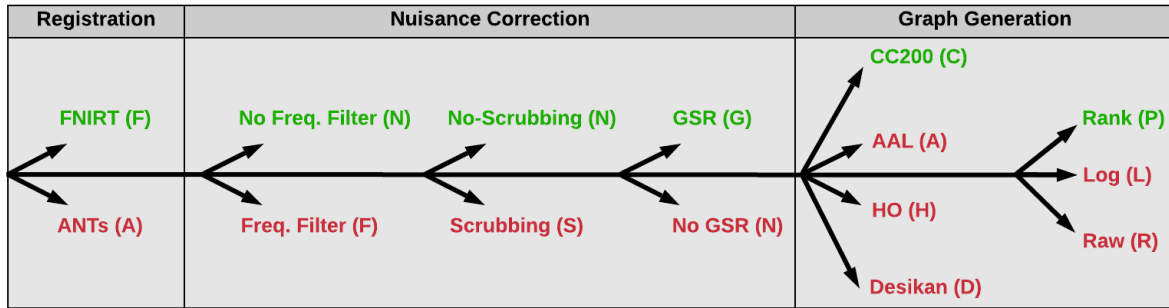 Registration
Nuisance Correction
Graph Generation
CC200 (C)
FNIRT (F)
No Freq. Filter (N)
No-Scrubbing (N)
GSR (G)
Rank (P)
AAL (A)
Log (L)
ANTs (A)
Freq. Filter (F)
Scrubbing (S)
No GSR (N)
HO (H)
Raw (R)
Desikan (D)